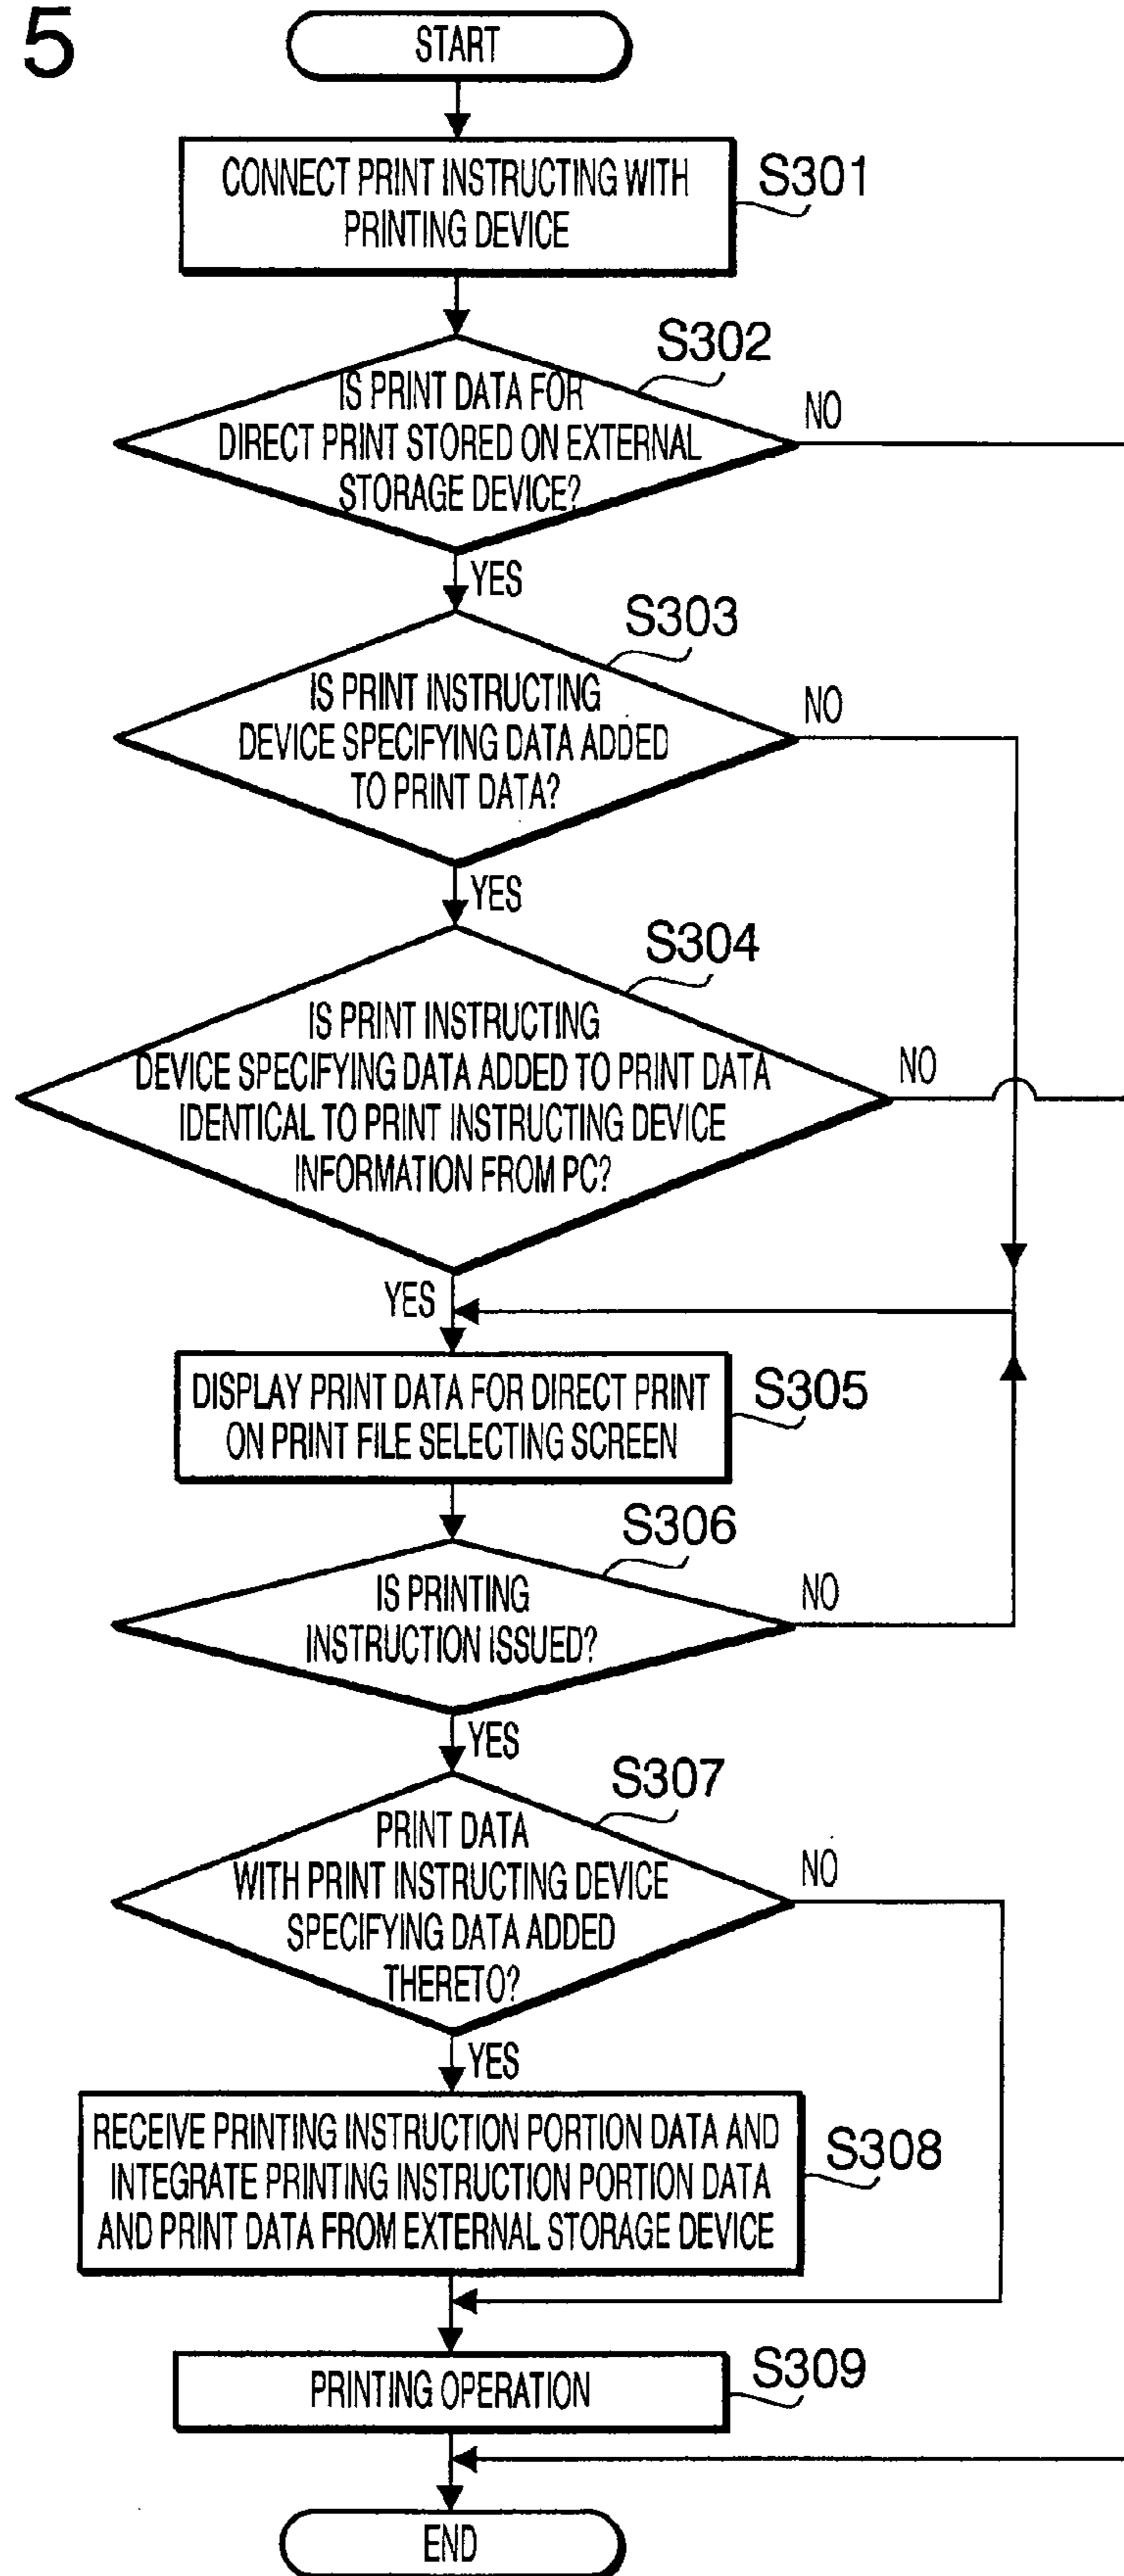 5
START
CONNECT PRINT INSTRUCTING WITH
PRINTING DEVICE
S301
S302
IS PRINT DATA FOR
DIRECT PRINT STORED ON EXTERNAL
STORAGE DEVICE?
NO
YES
S303
IS PRINT INSTRUCTING
DEVICE SPECIFYING DATA ADDED
TO PRINT DATA?
NO
YES
S304
IS PRINT INSTRUCTING
DEVICE SPECIFYING DATA ADDED TO PRINT DATA
IDENTICAL TO PRINT INSTRUCTING DEVICE
INFORMATION FROM PC?
NO
YES
DISPLAY PRINT DATA FOR DIRECT PRINT
ON PRINT FILE SELECTING SCREEN
S305
S306
IS PRINTING
INSTRUCTION ISSUED?
NO
YES
S307
PRINT DATA
WITH PRINT INSTRUCTING DEVICE
SPECIFYING DATA ADDED
THERETO?
NO
YES
RECEIVE PRINTING INSTRUCTION PORTION DATA AND
INTEGRATE PRINTING INSTRUCTION PORTION DATA
AND PRINT DATA FROM EXTERNAL STORAGE DEVICE
S308
PRINTING OPERATION
S309
END